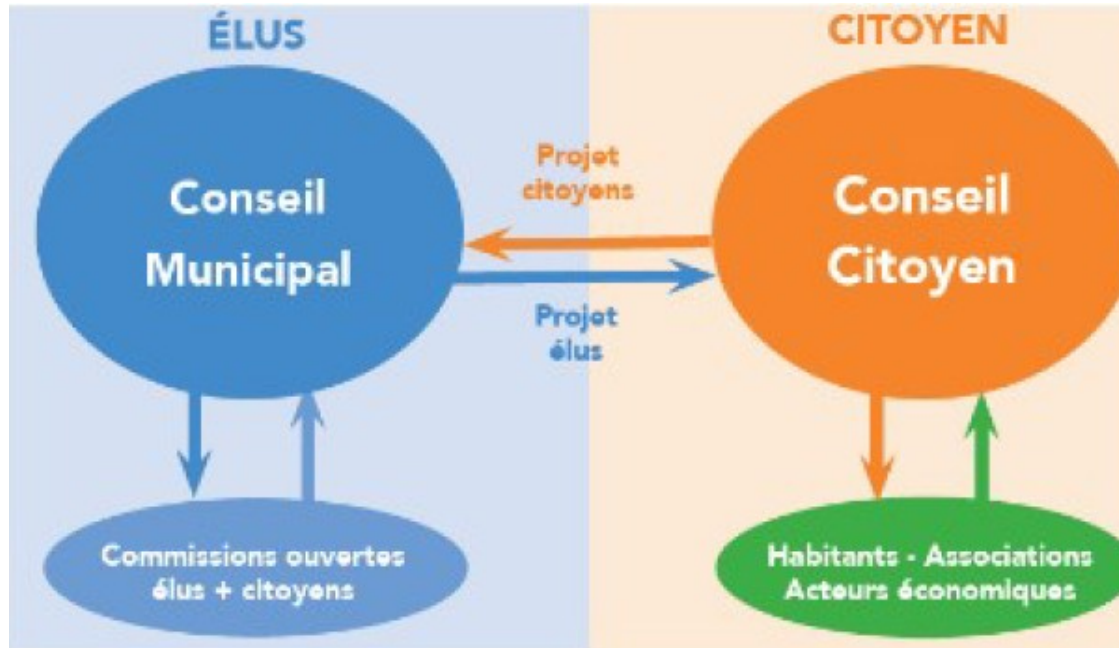 ÉLUS
CITOYEN
Conseil
Municipal
Projet
citoyens
Projet
élus
Conseil
Citoyen
Commissions ouvertes
élus + citoyens
Habitants - Associations
Acteurs économiques